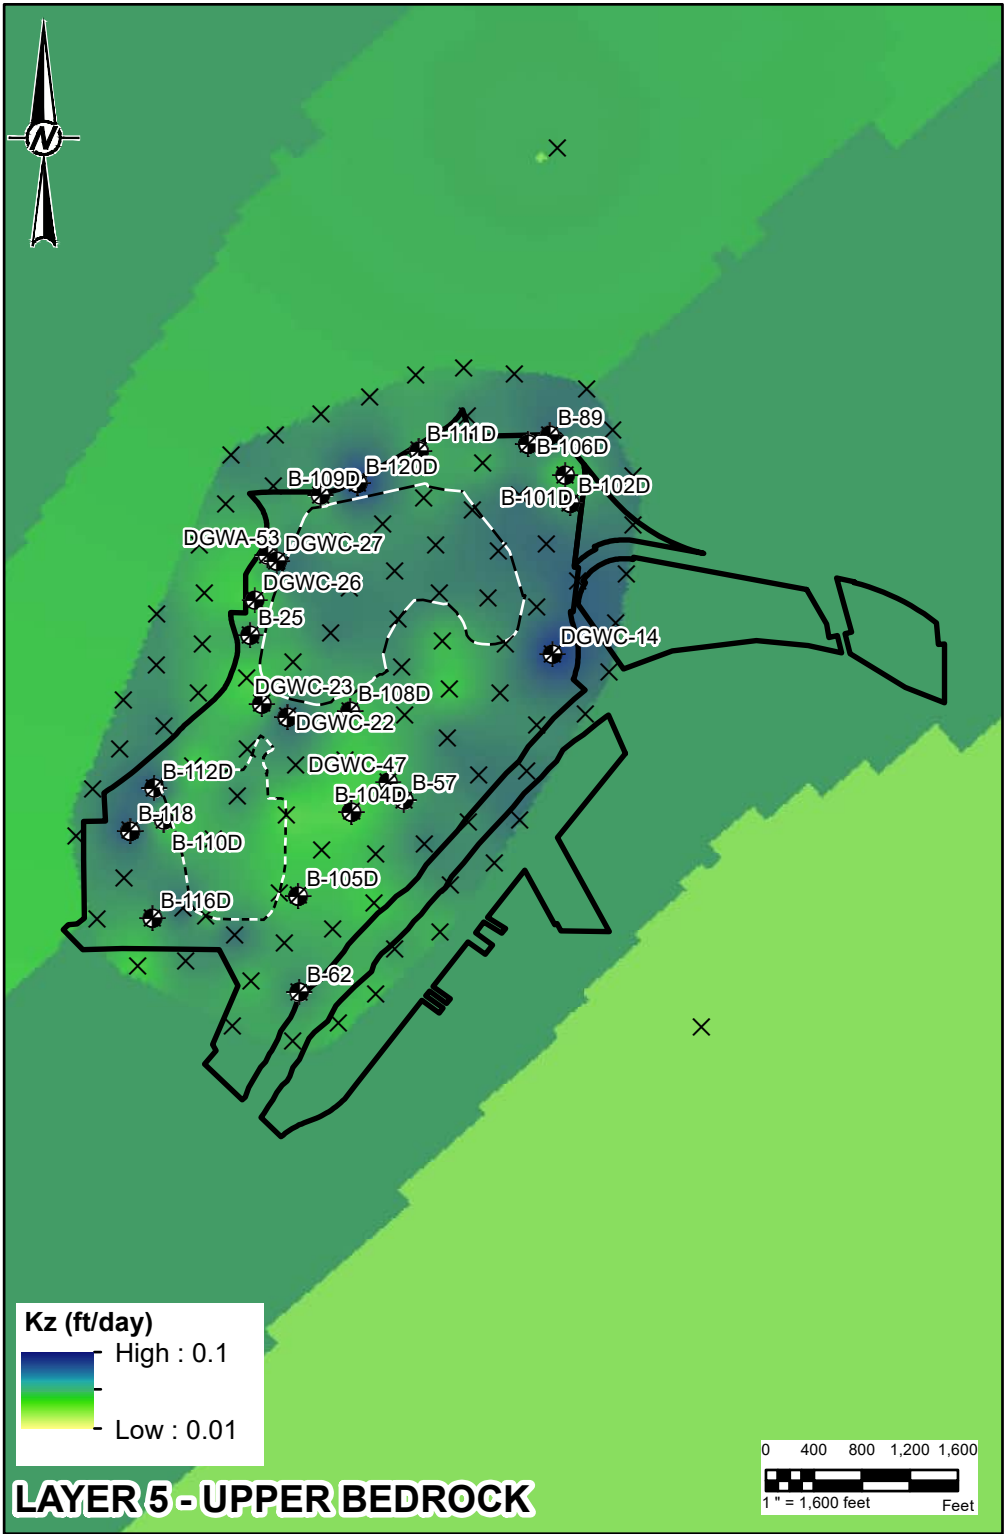 N
B-89
B-111D
B-106D
B-120D
B-109D
B-102D
B-101D
DGWA-53
DGWC-27
DGWC-26
B-25
DGWC-14
DGWC-23
B-108D
DGWC-22
DGWC-47
B-112D
B-57
B-104D
B-118
B-110D
B-105D
B-116D
B-62
Kz (ft/day)
High : 0.1
Low : 0.01
0 400 800 1,200 1,600
1 " = 1,600 feet Feet
LAYER 5 - UPPER BEDROCK